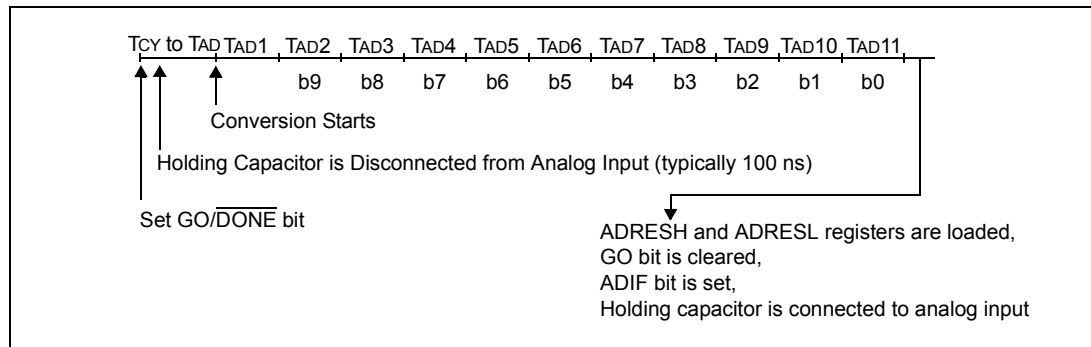 TCY to TAD TAD1 TAD2 TAD3 TAD4 TAD5 TAD6 TAD7 TAD8 TAD9 TAD10 TAD11
b9 b8 b7 b6 b5 b4 b3 b2 b1 b0
Conversion Starts
Holding Capacitor is Disconnected from Analog Input (typically 100 ns)
Set GO/DONE bit
ADRESH and ADRESL registers are loaded,
GO bit is cleared,
ADIF bit is set,
Holding capacitor is connected to analog input